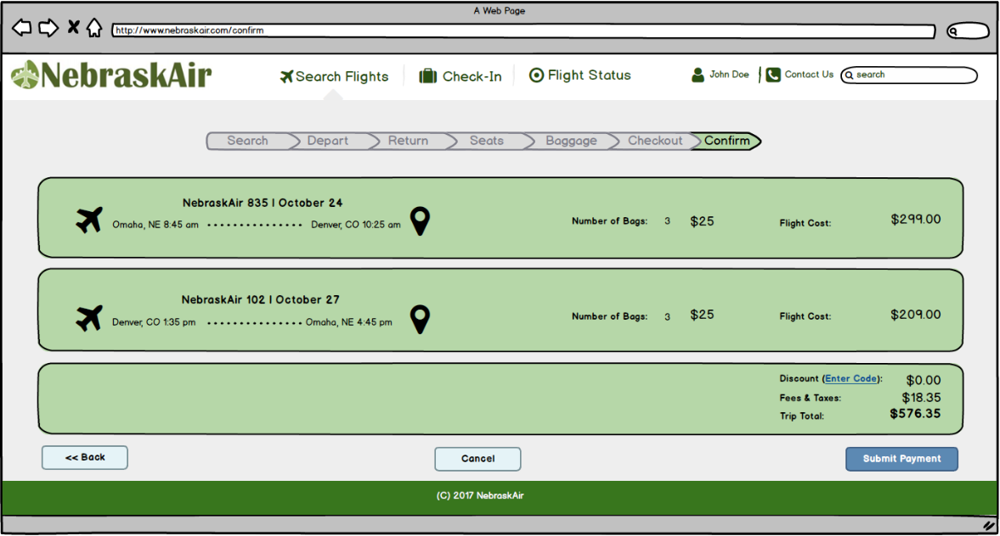 A Web Page
http://www.nebraskair.com/confirm
NebraskAir
Search Flights
Check-In
Flight Status
John Doe
Contact Us
search
Search
Depart
Return
Seats
Baggage
Checkout
Confirm
NebraskAir 835 | October 24
Omaha, NE 8:45 am
Denver, CO 10:25 am
Number of Bags: 3 $25
Flight Cost: $299.00
NebraskAir 102 | October 27
Denver, CO 1:35 pm
Omaha, NE 4:45 pm
Number of Bags: 3 $25
Flight Cost: $209.00
Discount (Enter Code): $0.00
Fees & Taxes: $18.35
Trip Total: $576.35
<< Back
Cancel
Submit Payment
(C) 2017 NebraskAir